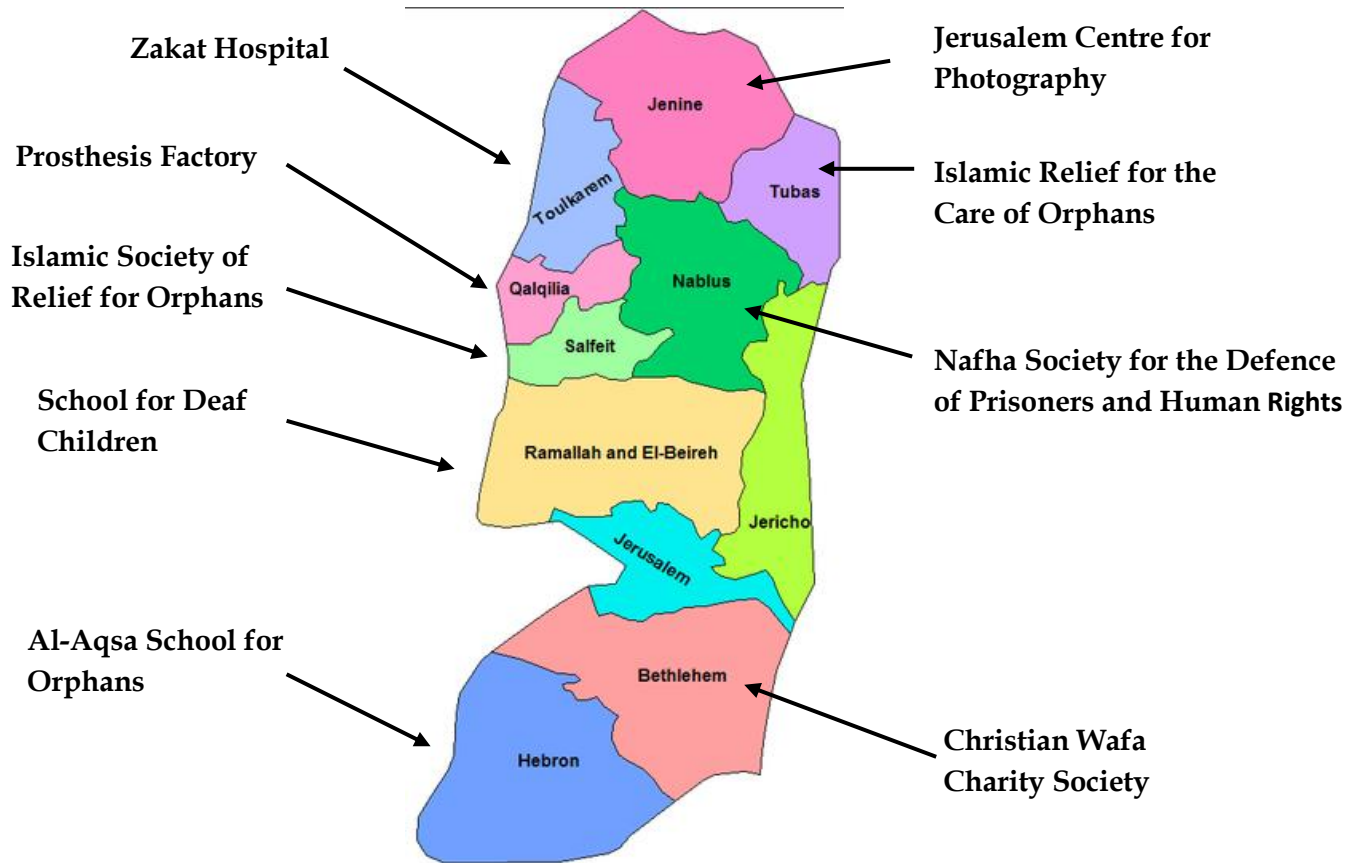 Zakat Hospital
Jerusalem Centre for
Photography
Jenine
Prosthesis Factory
Islamic Relief for the
Care of Orphans
Tubas
Toulkarem
Islamic Society of
Relief for Orphans
Qalqilia
Nablus
Salfeit
Nafha Society for the Defence
of Prisoners and Human Rights
School for Deaf
Children
Ramallah and El-Beireh
Jericho
Jerusalem
Al-Aqsa School for
Orphans
Bethlehem
Hebron
Christian Wafa
Charity Society